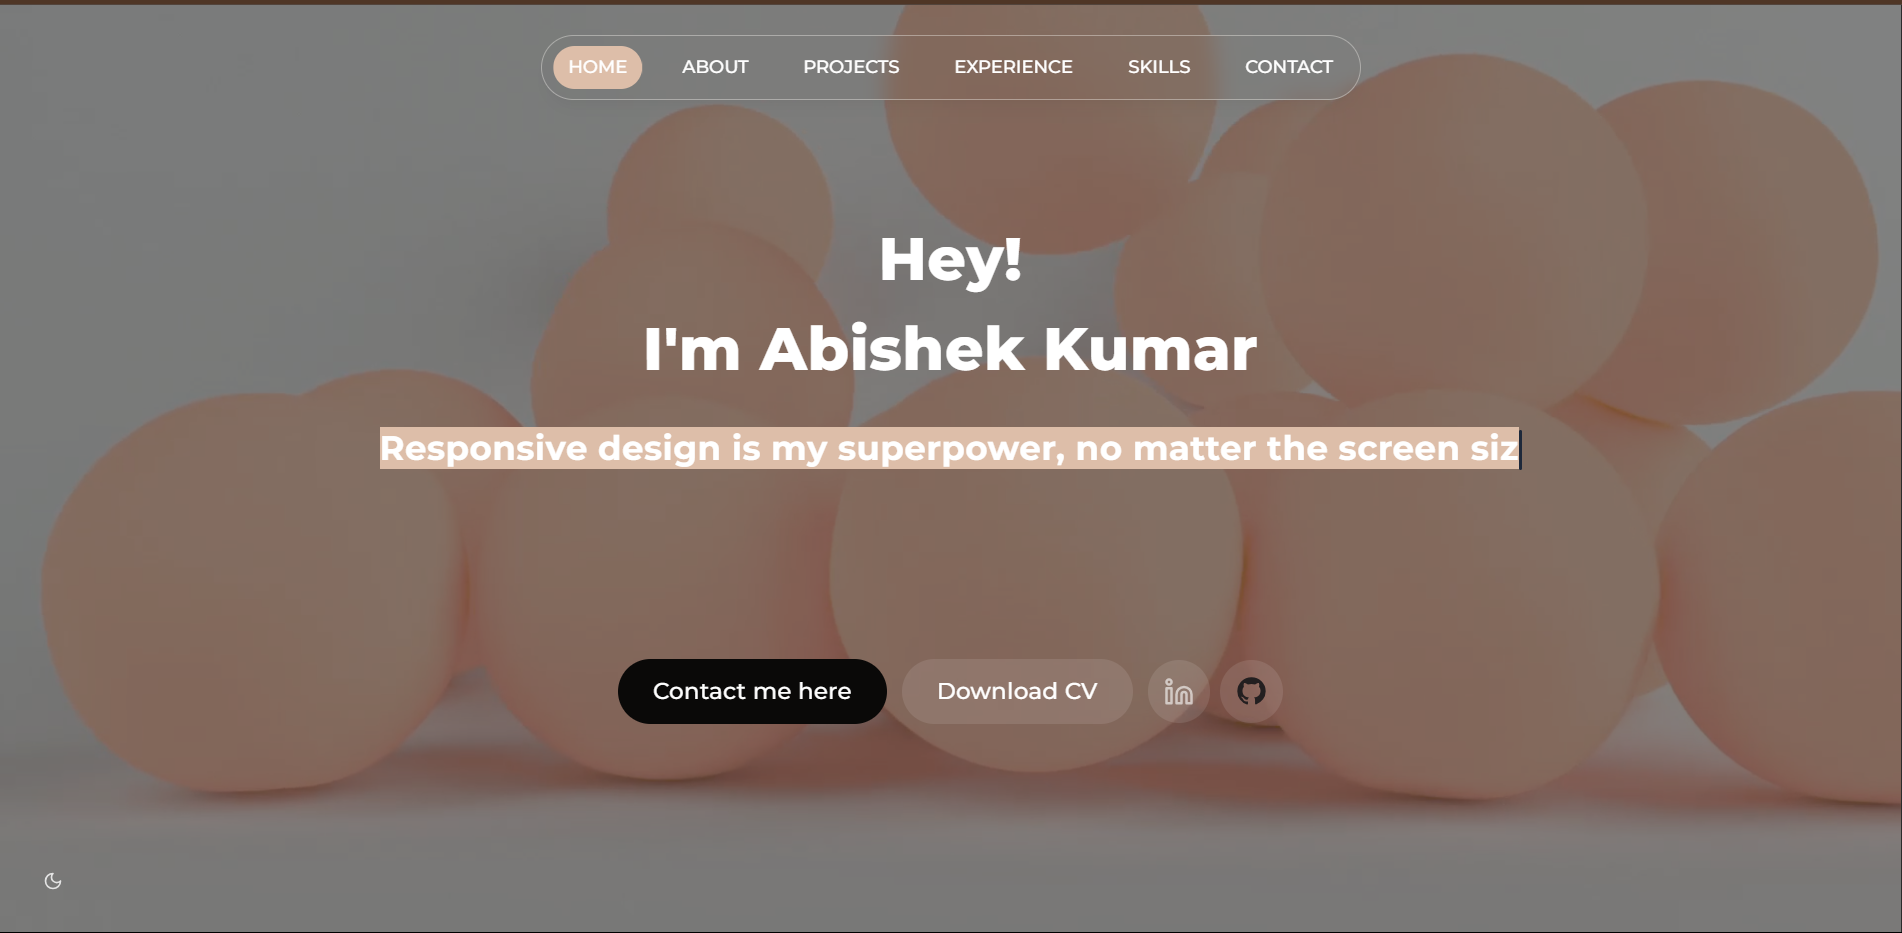 HOME ABOUT PROJECTS EXPERIENCE SKILLS CONTACT
Hey!
I'm Abishek Kumar
Responsive design is my superpower, no matter the screen siz
Contact me here Download CV in